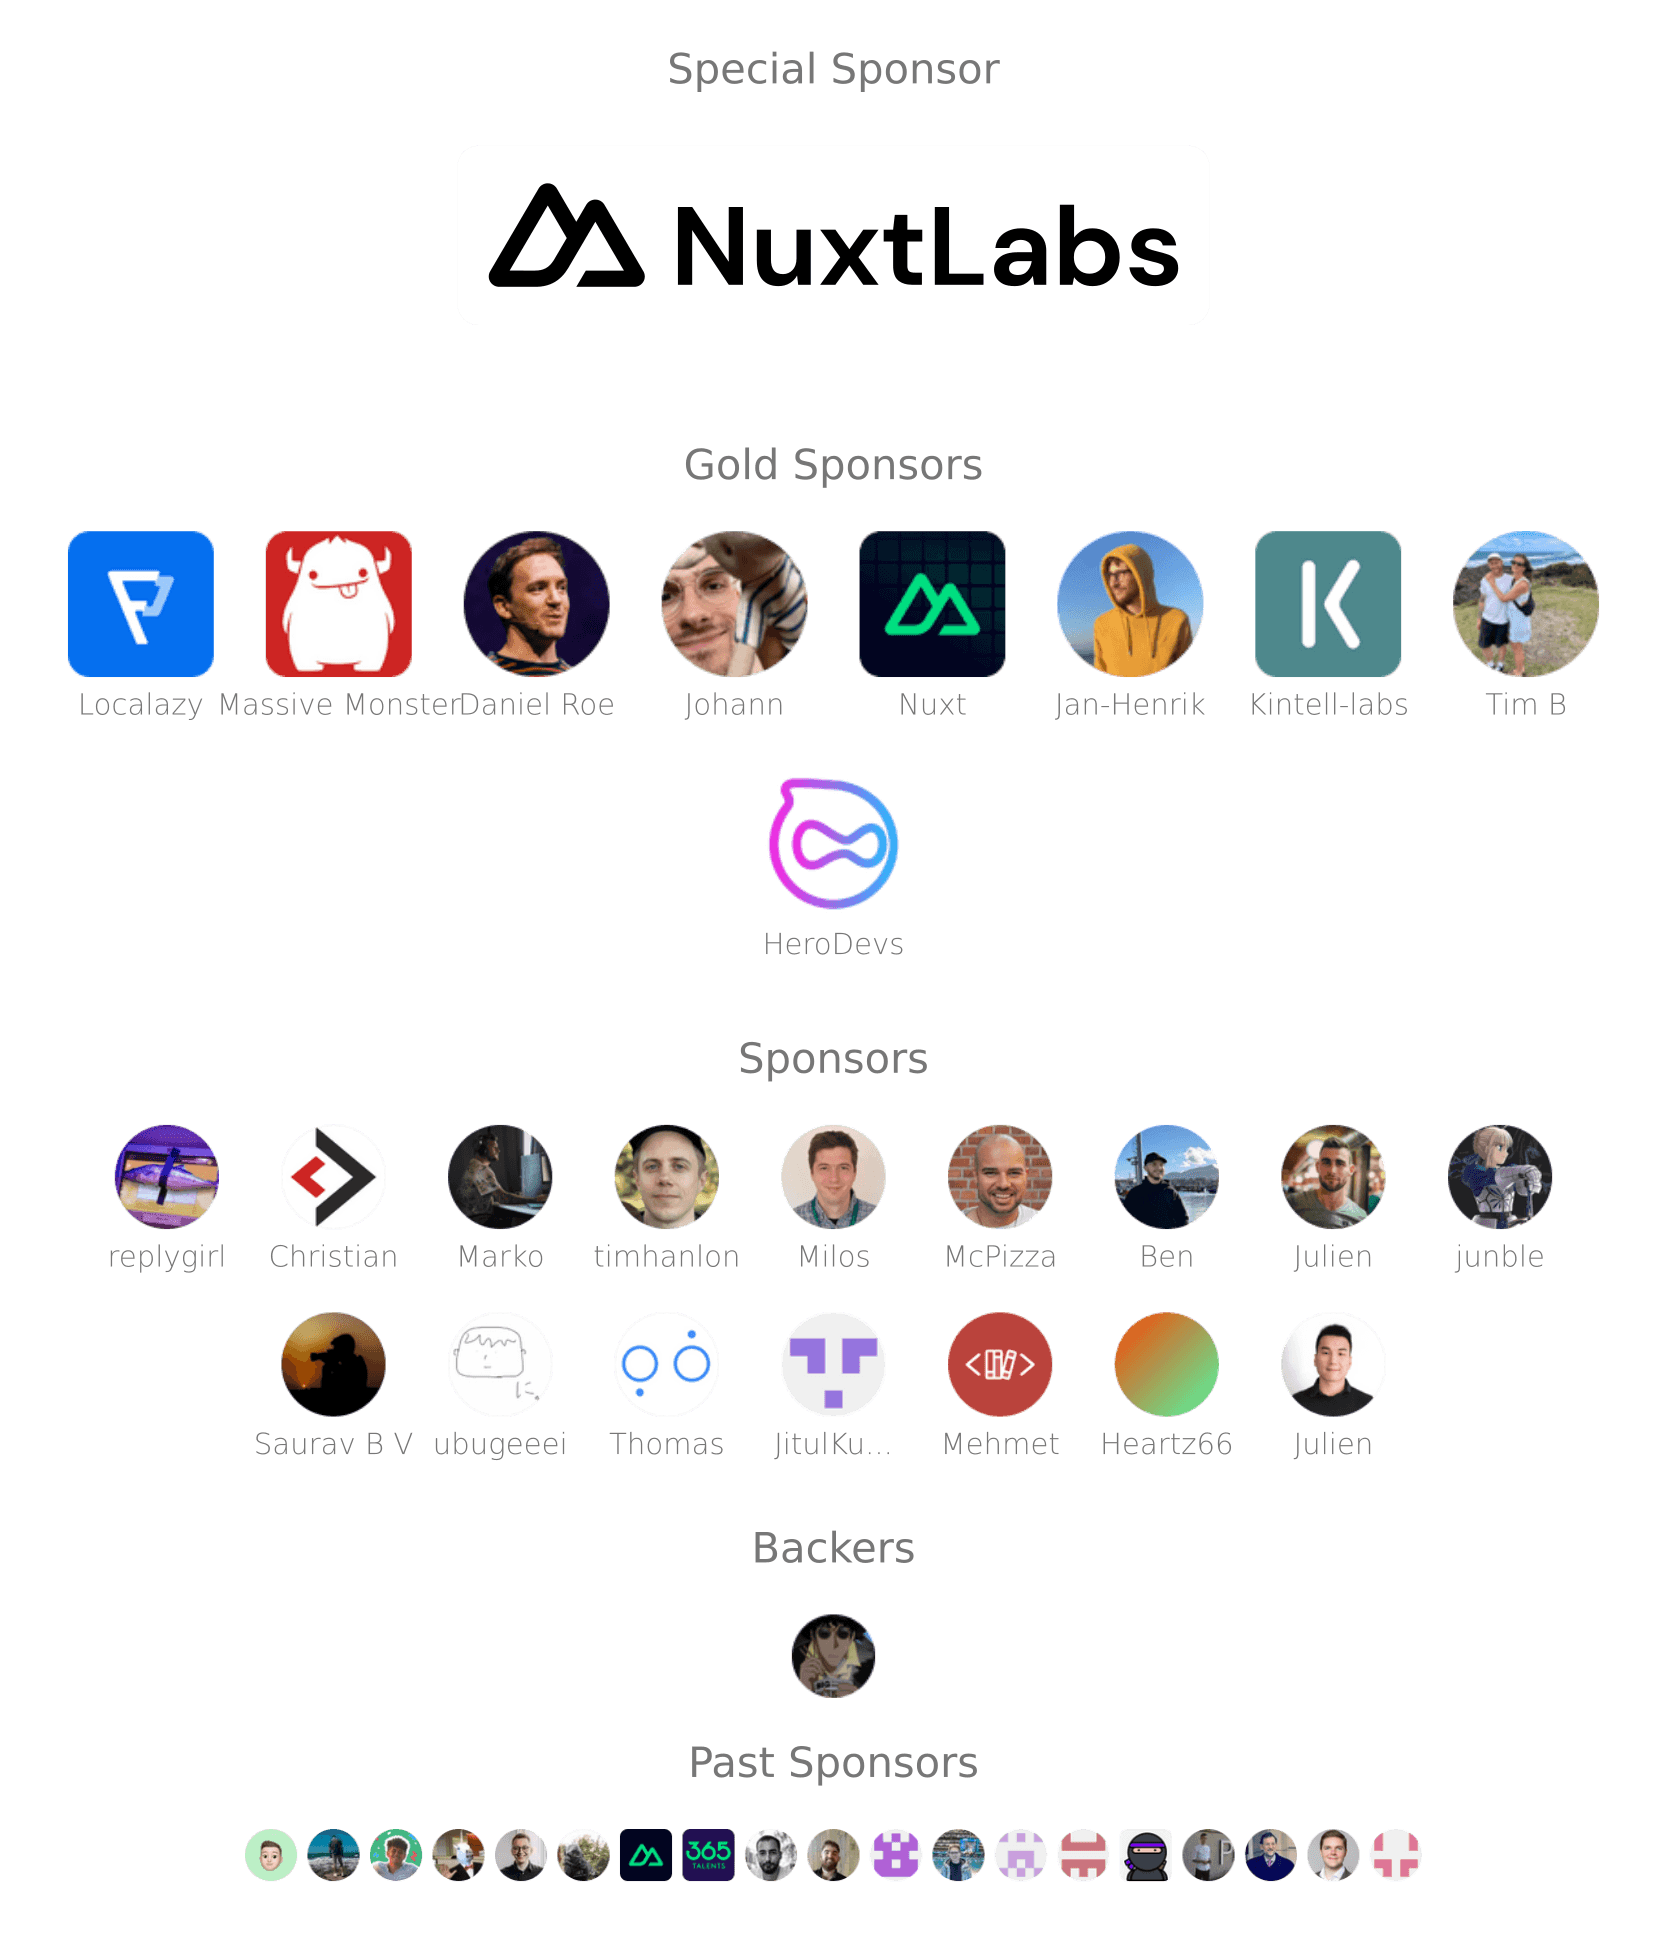 Special Sponsor
NuxtLabs
Gold Sponsors
Localazy Massive Monster Daniel Roe Johann Nuxt Jan-Henrik Kintell-labs Tim B
HeroDevs
Sponsors
replygirl Christian Marko timhanlon Milos McPizza Ben Julien junble
Saurav B V ubugeeei Thomas JitulKu... Mehmet Heartz66 Julien
Backers
Past Sponsors
365
TALENTS